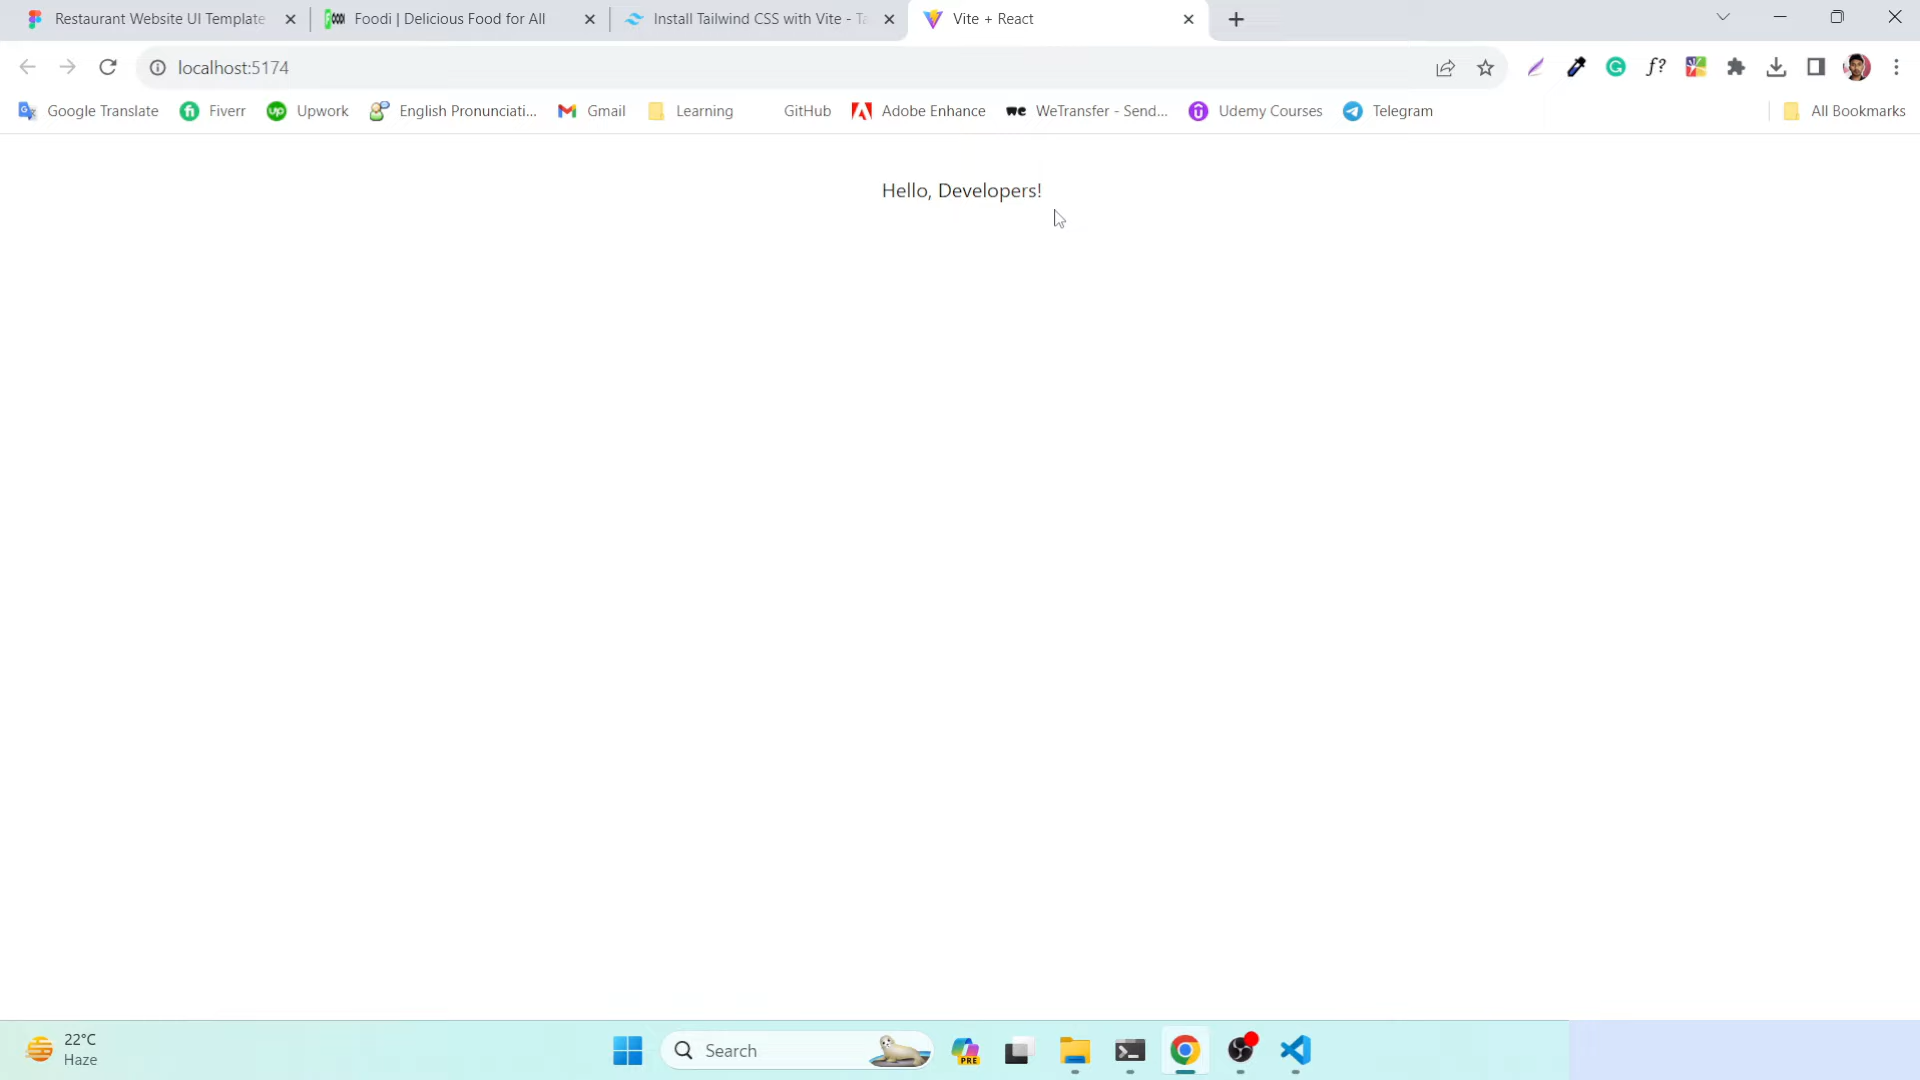 Restaurant Website UI Template
Foodi | Delicious Food for All
Install Tailwind CSS with Vite - Ta
Vite + React
localhost:5174
Google Translate
Fiverr
Upwork
English Pronunciati...
Gmail
Learning
GitHub
Adobe Enhance
WeTransfer - Send...
Udemy Courses
Telegram
All Bookmarks
Hello, Developers!
22°C
Haze
Search
PRE